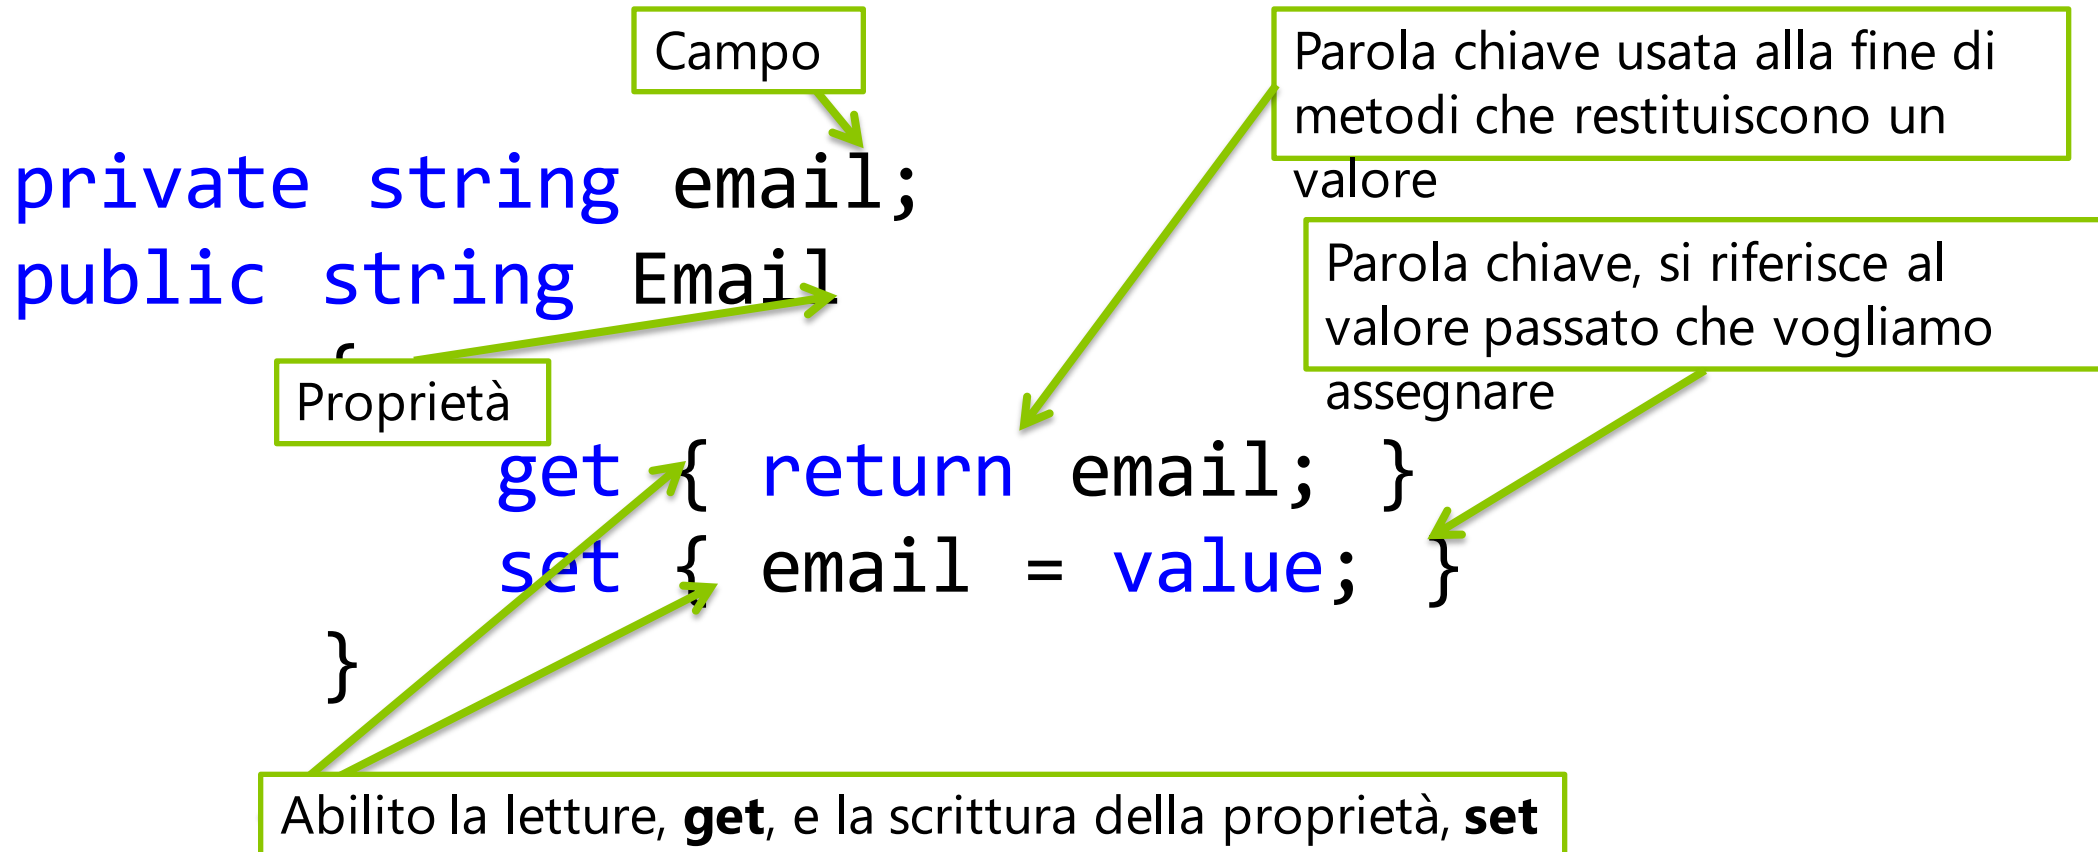 Campo
Parola chiave usata alla fine di
metodi che restituiscono un
valore
private string email;
public string Email
{
Parola chiave, si riferisce al
valore passato che vogliamo
assegnare
Proprietà
get { return email; }
set { email = value; }
}
Abilito la letture, get, e la scrittura della proprietà, set